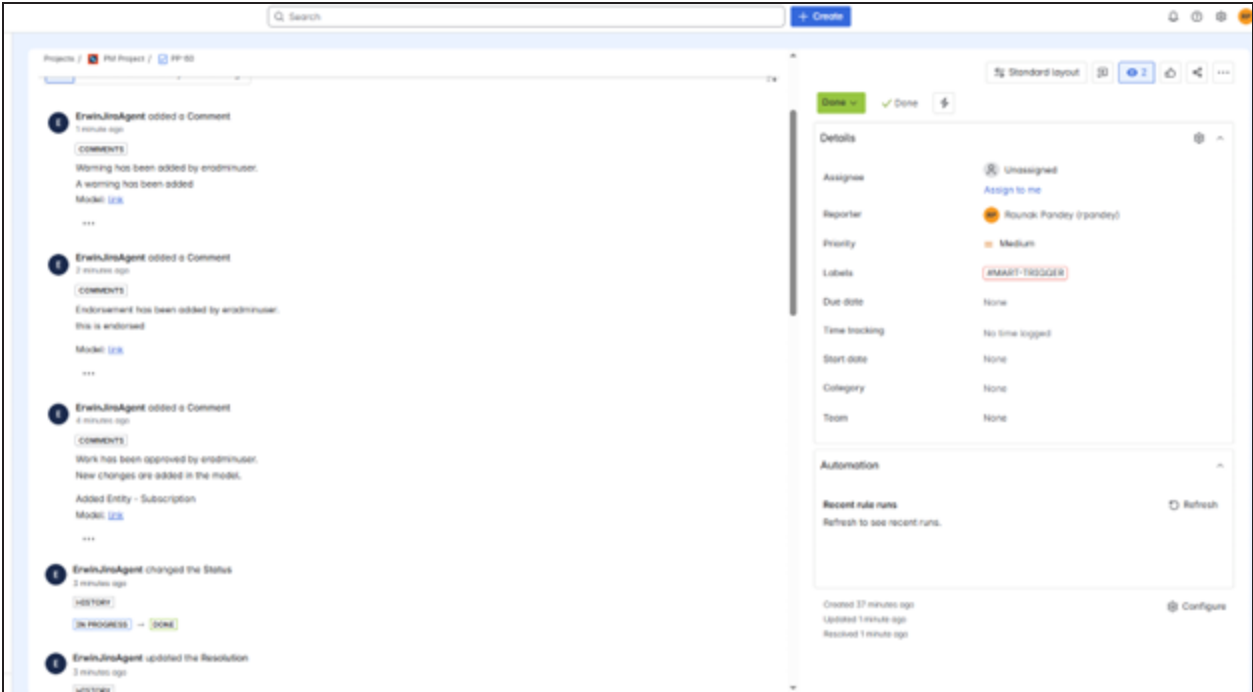 Search
+ Create
Projects / PM Project / PP-60
Standard layout
2
Done
Done
ErwinJiraAgent added a Comment
1 minute ago
COMMENTS
Warning has been added by eradminuser.
A warning has been added
Model: link
...
ErwinJiraAgent added a Comment
2 minutes ago
COMMENTS
Endorsement has been added by eradminuser.
this is endorsed
Model: link
...
ErwinJiraAgent added a Comment
4 minutes ago
COMMENTS
Work has been approved by eradminuser.
New changes are added in the model.
Added Entity - Subscription
Model: link
...
ErwinJiraAgent changed the Status
3 minutes ago
HISTORY
IN PROGRESS → DONE
ErwinJiraAgent updated the Resolution
3 minutes ago
HISTORY
Details
Assignee
Unassigned
Assign to me
Reporter
Raunak Pandey (rpandey)
Priority
Medium
Labels
#MART-TRIGGER
Due date
None
Time tracking
No time logged
Start date
None
Category
None
Team
None
Automation
Recent rule runs
Refresh
Refresh to see recent runs.
Created 37 minutes ago
Updated 1 minute ago
Resolved 1 minute ago
Configure